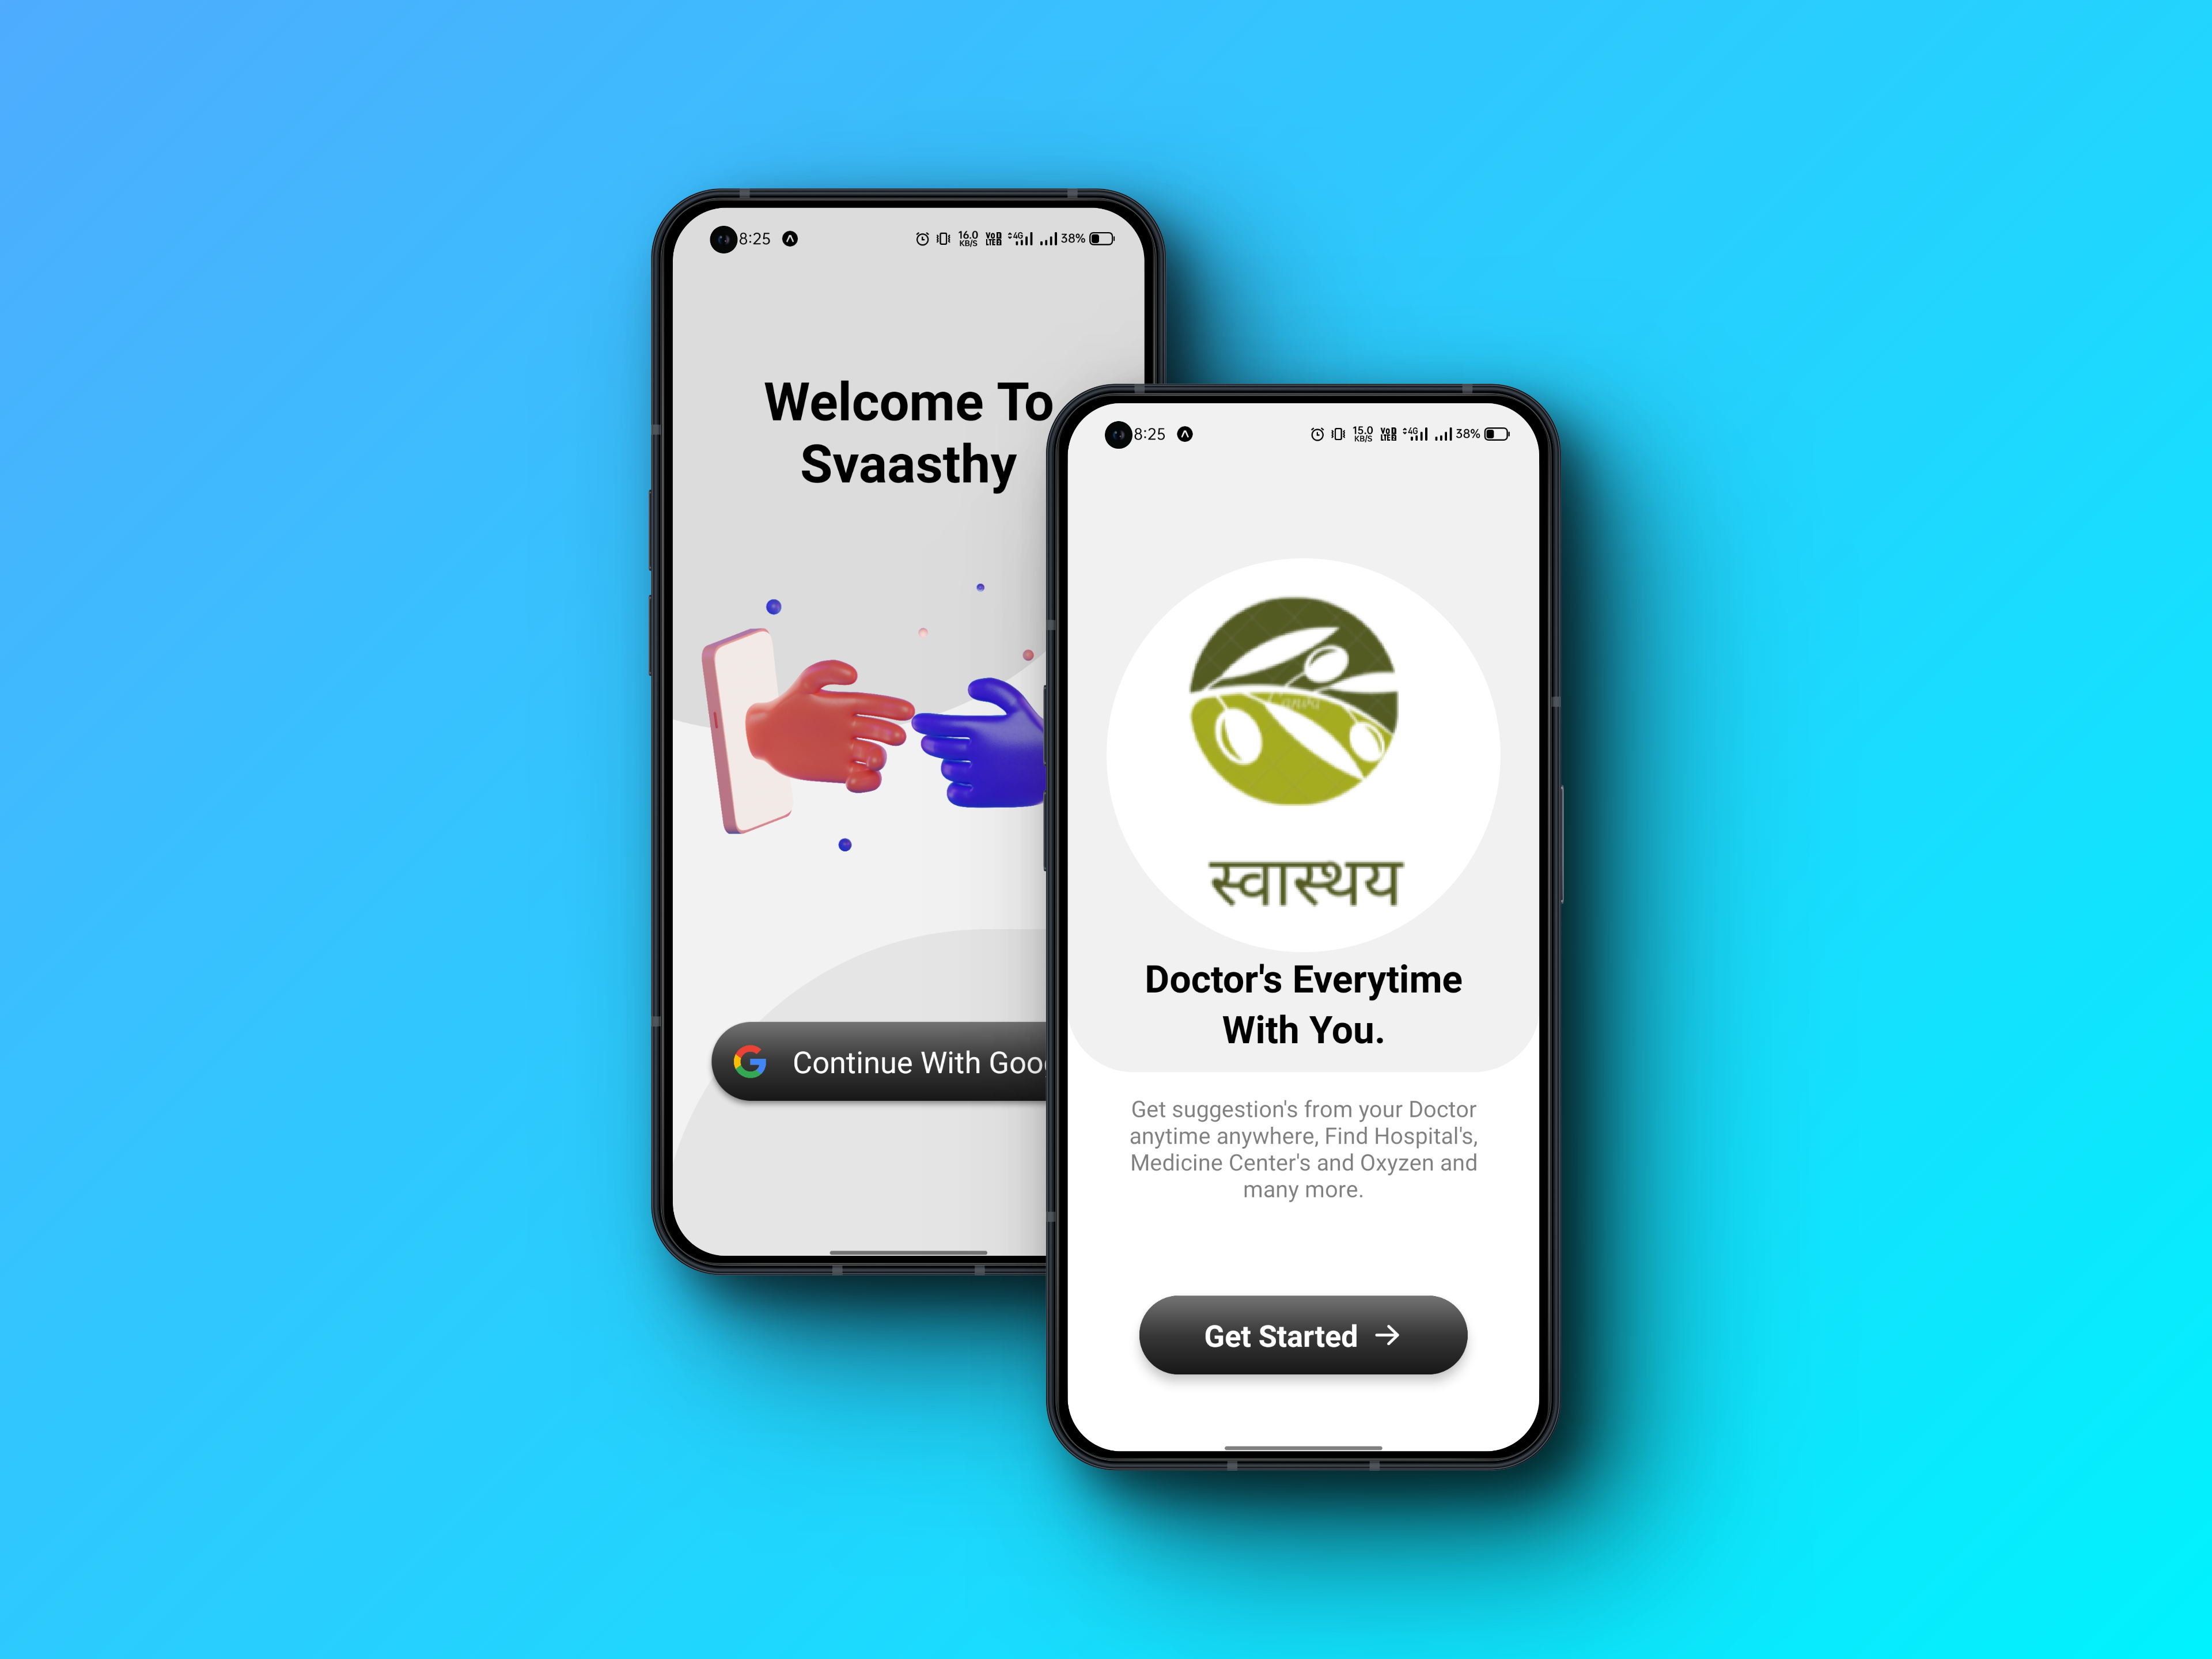 8:25
16.0
KB/S
Vo
LTE
4G
38%
Welcome To
Svaasthy
Continue With Goo
8:25
15.0
KB/S
Vo
LTE
4G
38%
Canva
स्वास्थय
Doctor's Everytime
With You.
Get suggestion's from your Doctor
anytime anywhere, Find Hospital's,
Medicine Center's and Oxyzen and
many more.
Get Started